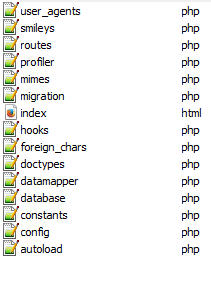 user_agents php
smileys php
routes php
profiler php
mimes php
migration php
index html
hooks php
foreign_chars php
doctypes php
datamapper php
database php
constants php
config php
autoload php